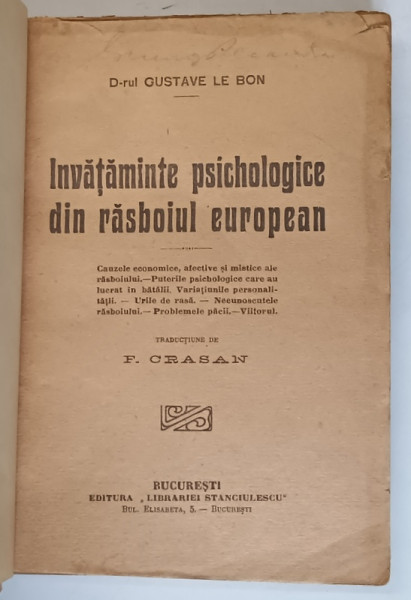 D-rul GUSTAVE LE BON
Invățăminte psichologice
din răsboiul european
Cauzele economice, afective și mistice ale
răsboiului.—Puterile psichologice care au
lucrat în bătălii. Variațiunile personali-
tății. — Urile de rasă. — Necunoscutele
răsboiului.—Problemele păcii.—Viitorul.
TRADUCȚIUNE DE
F. CRASAN
BUCUREȘTI
EDITURA „LIBRARIEI STANCIULESCU"
BUL. ELISABETA, 5. — BUCUREȘTI